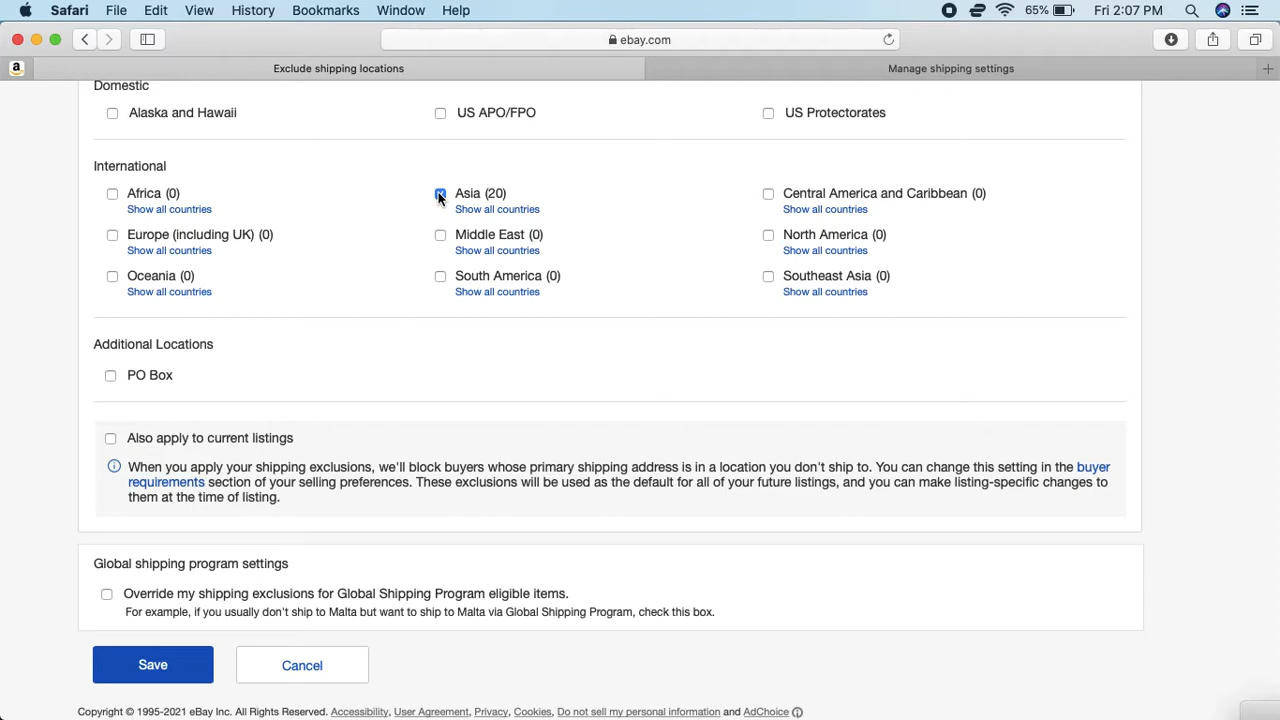 Safari File Edit View History Bookmarks Window Help 65% Fri 2:07 PM
ebay.com
a Exclude shipping locations Manage shipping settings
Domestic
Alaska and Hawaii US APO/FPO US Protectorates
International
Africa (0) Asia (20) Central America and Caribbean (0)
Show all countries Show all countries Show all countries
Europe (including UK) (0) Middle East (0) North America (0)
Show all countries Show all countries Show all countries
Oceania (0) South America (0) Southeast Asia (0)
Show all countries Show all countries Show all countries
Additional Locations
PO Box
Also apply to current listings
When you apply your shipping exclusions, we'll block buyers whose primary shipping address is in a location you don't ship to. You can change this setting in the buyer
requirements section of your selling preferences. These exclusions will be used as the default for all of your future listings, and you can make listing-specific changes to
them at the time of listing.
Global shipping program settings
Override my shipping exclusions for Global Shipping Program eligible items.
For example, if you usually don't ship to Malta but want to ship to Malta via Global Shipping Program, check this box.
Save Cancel
Copyright © 1995-2021 eBay Inc. All Rights Reserved. Accessibility, User Agreement, Privacy, Cookies, Do not sell my personal information and AdChoice